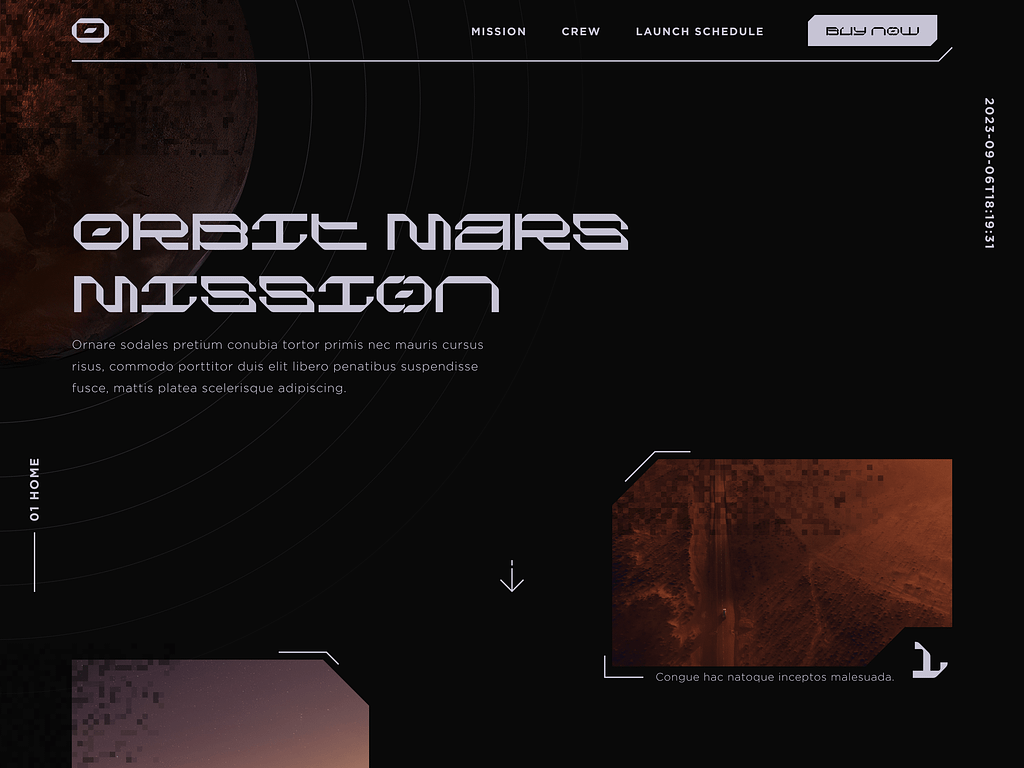 MISSION
CREW
LAUNCH SCHEDULE
BUY NOW
2023-09-06T18:19:31
ORBIT MARS
MISSION
Ornare sodales pretium conubia tortor primis nec mauris cursus
risus, commodo porttitor duis elit libero penatibus suspendisse
fusce, mattis platea scelerisque adipiscing.
01 HOME
Congue hac natoque inceptos malesuada.
1